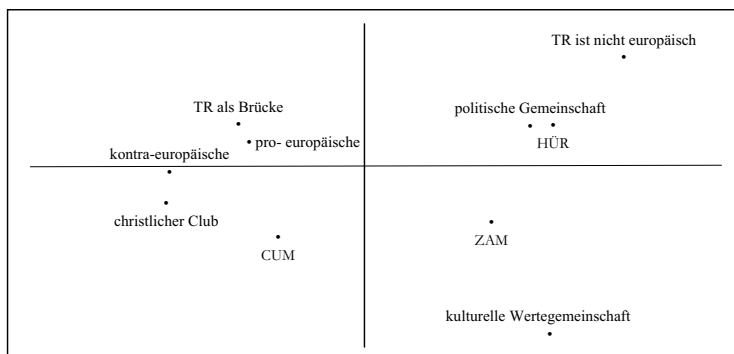 TR ist nicht europäisch
TR als Brücke
politische Gemeinschaft
pro- europäische
HÜR
kontra-europäische
christlicher Club
ZAM
CUM
kulturelle Wertegemeinschaft